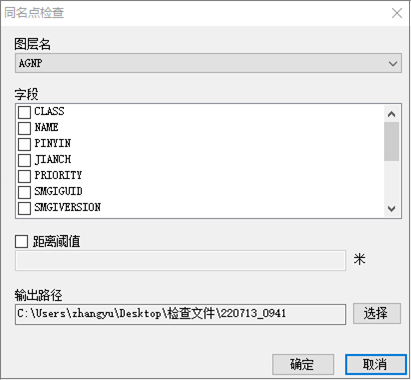 同名点检查
图层名
AGNP
字段
CLASS
NAME
PINYIN
JIANCH
PRIORITY
SMGIGUID
SMGIVERSION
距离阈值
米
输出路径
C:\Users\zhangyu\Desktop\检查文件\220713_0941 选择
确定 取消